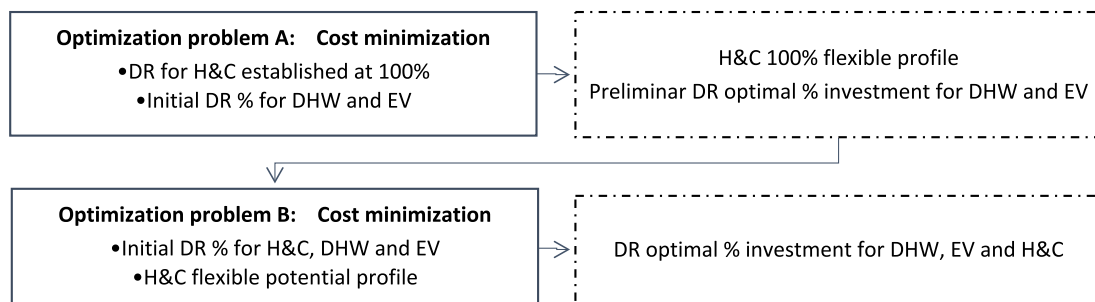 Optimization problem A: Cost minimization
•DR for H&C established at 100%
•Initial DR % for DHW and EV
H&C 100% flexible profile
Preliminar DR optimal % investment for DHW and EV
Optimization problem B: Cost minimization
•Initial DR % for H&C, DHW and EV
•H&C flexible potential profile
DR optimal % investment for DHW, EV and H&C